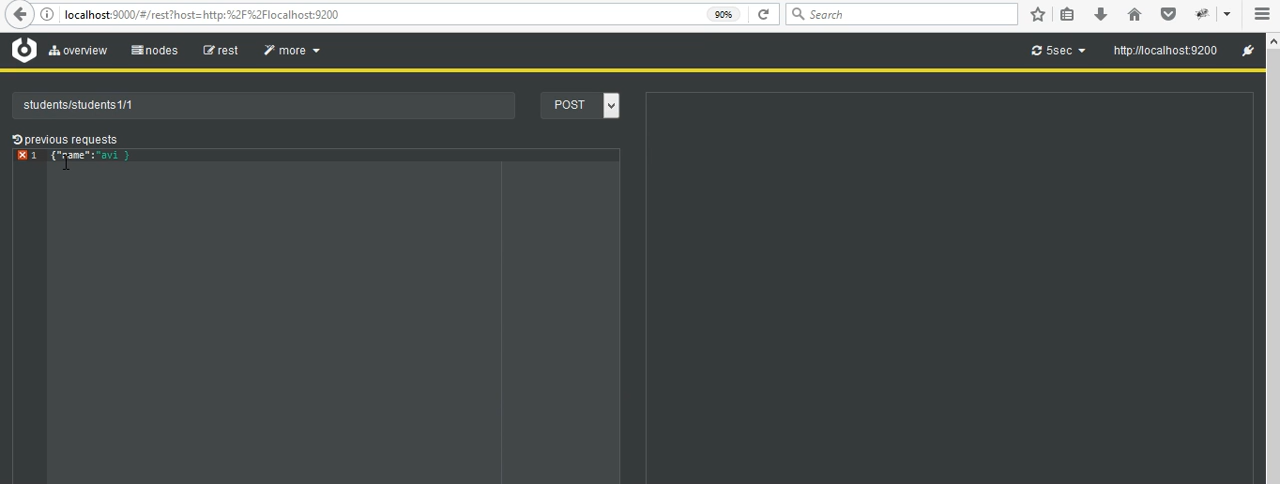 localhost:9000/#/rest?host=http:%2F%2Flocalhost:9200
90%
Search
overview
nodes
rest
more
5sec
http://localhost:9200
students/students1/1
POST
previous requests
1 {"name":"avi }